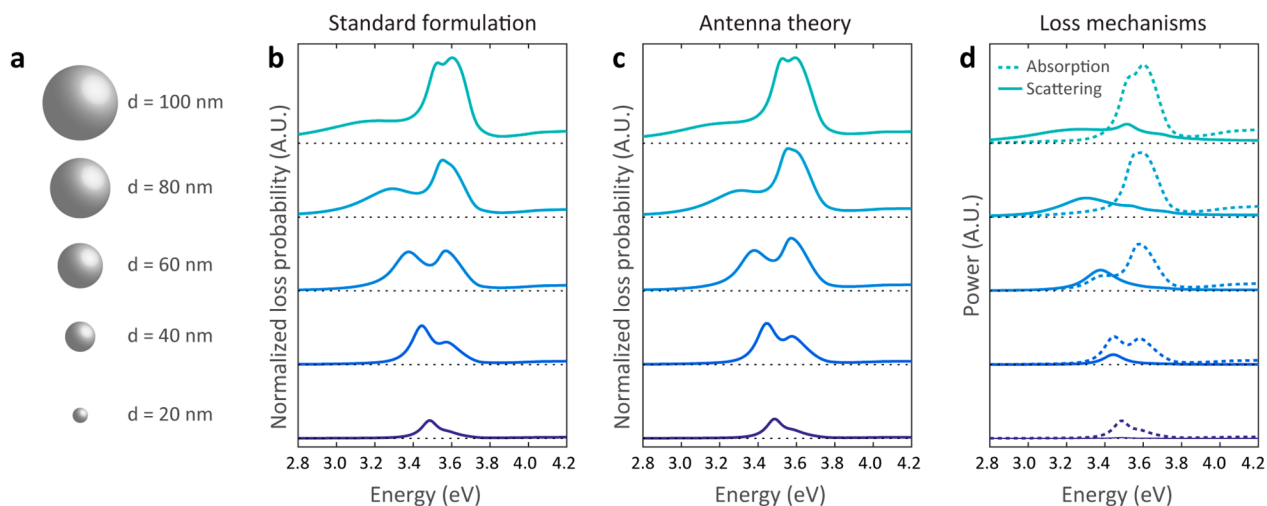 Standard formulation
Antenna theory
Loss mechanisms
a
b
c
d
d = 100 nm
d = 80 nm
d = 60 nm
d = 40 nm
d = 20 nm
Normalized loss probability (A.U.)
2.8 3.0 3.2 3.4 3.6 3.8 4.0 4.2
Energy (eV)
Normalized loss probability (A.U.)
2.8 3.0 3.2 3.4 3.6 3.8 4.0 4.2
Energy (eV)
Absorption
Scattering
Power (A.U.)
2.8 3.0 3.2 3.4 3.6 3.8 4.0 4.2
Energy (eV)